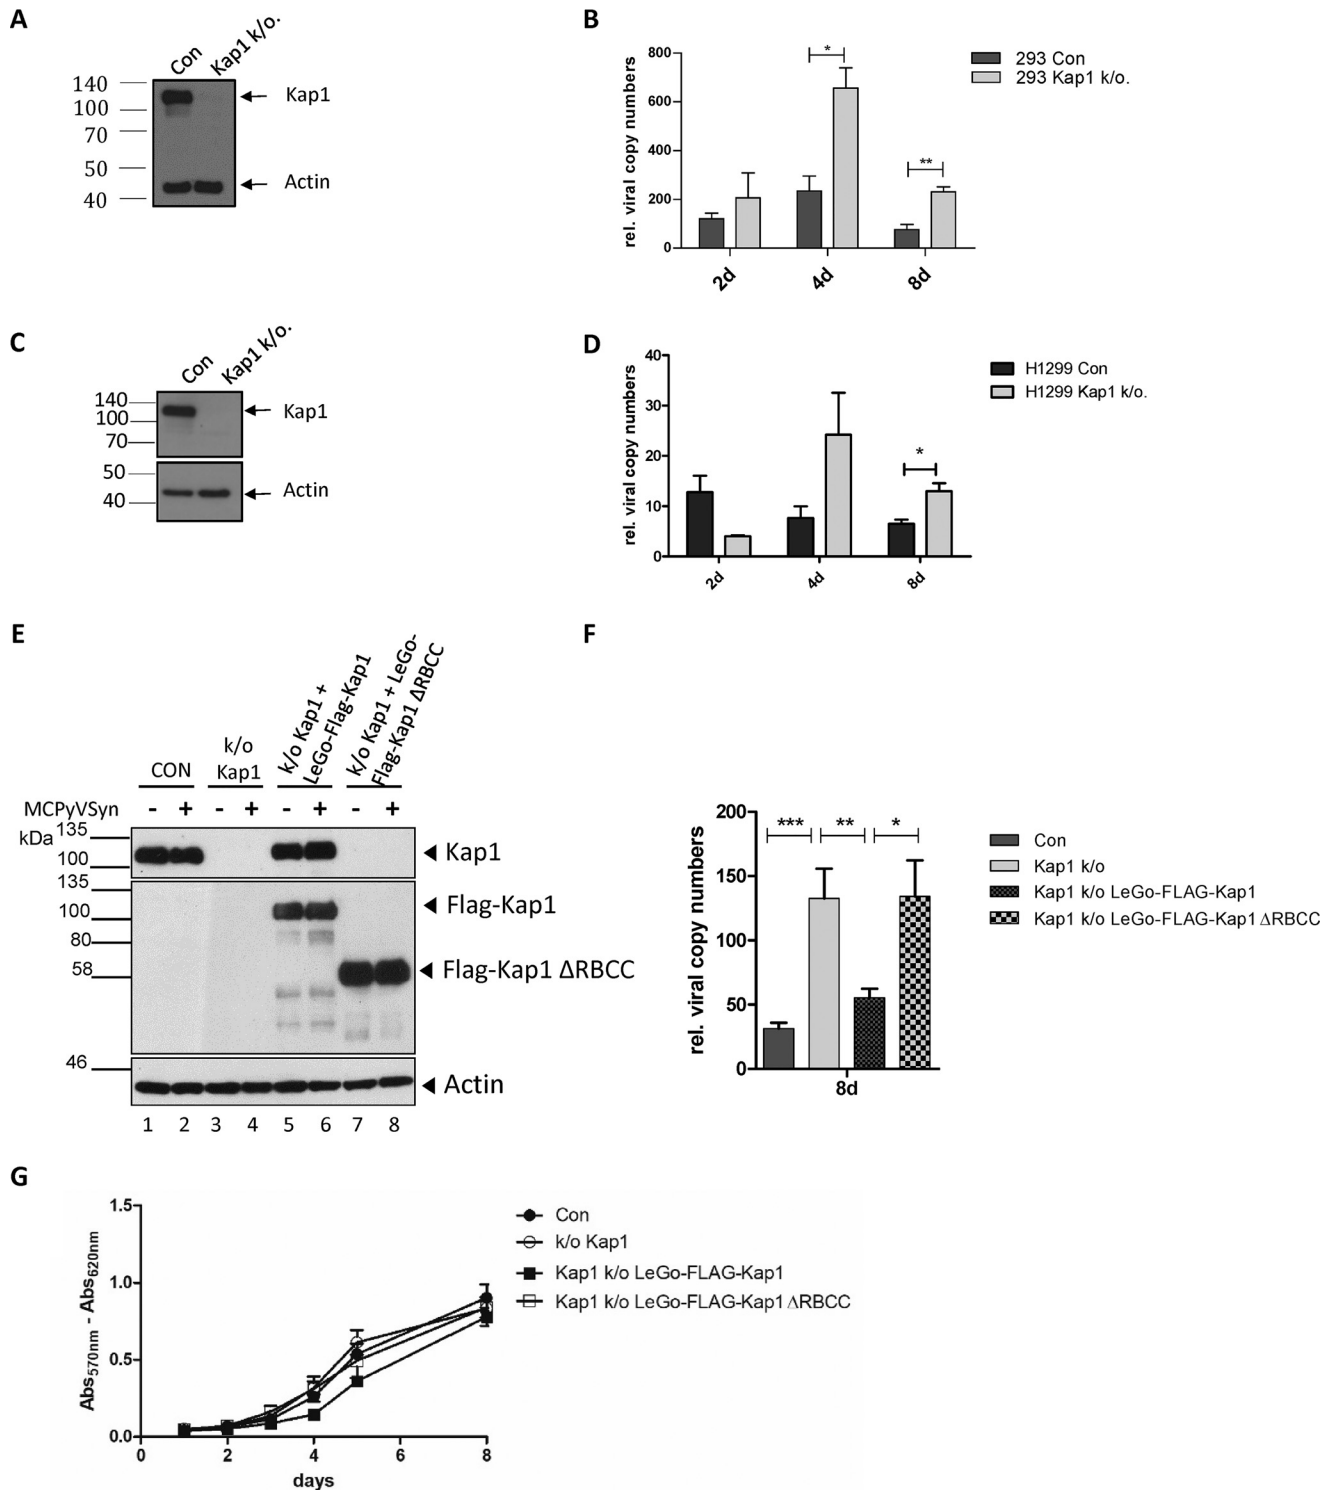 A
Con
Kap1 k/o.
140
100
70
50
40
Kap1
Actin
B
rel. viral copy numbers
800
600
400
200
0
*
**
2d
4d
8d
293 Con
293 Kap1 k/o.
C
Con
Kap1 k/o.
140
100
70
50
40
Kap1
Actin
D
rel. viral copy numbers
40
30
20
10
0
*
2d
4d
8d
H1299 Con
H1299 Kap1 k/o.
E
CON
k/o
Kap1
k/o Kap1 +
LeGo-Flag-Kap1
k/o Kap1 + LeGo-
Flag-Kap1 ΔRBCC
MCPyVSyn - + - + - + - +
kDa
135
100
135
100
80
58
46
Kap1
Flag-Kap1
Flag-Kap1 ΔRBCC
Actin
1 2 3 4 5 6 7 8
F
rel. viral copy numbers
200
150
100
50
0
*** ** *
8d
Con
Kap1 k/o
Kap1 k/o LeGo-FLAG-Kap1
Kap1 k/o LeGo-FLAG-Kap1 ΔRBCC
G
Abs570nm - Abs620nm
1.5
1.0
0.5
0.0
0 2 4 6 8
days
Con
k/o Kap1
Kap1 k/o LeGo-FLAG-Kap1
Kap1 k/o LeGo-FLAG-Kap1 ΔRBCC